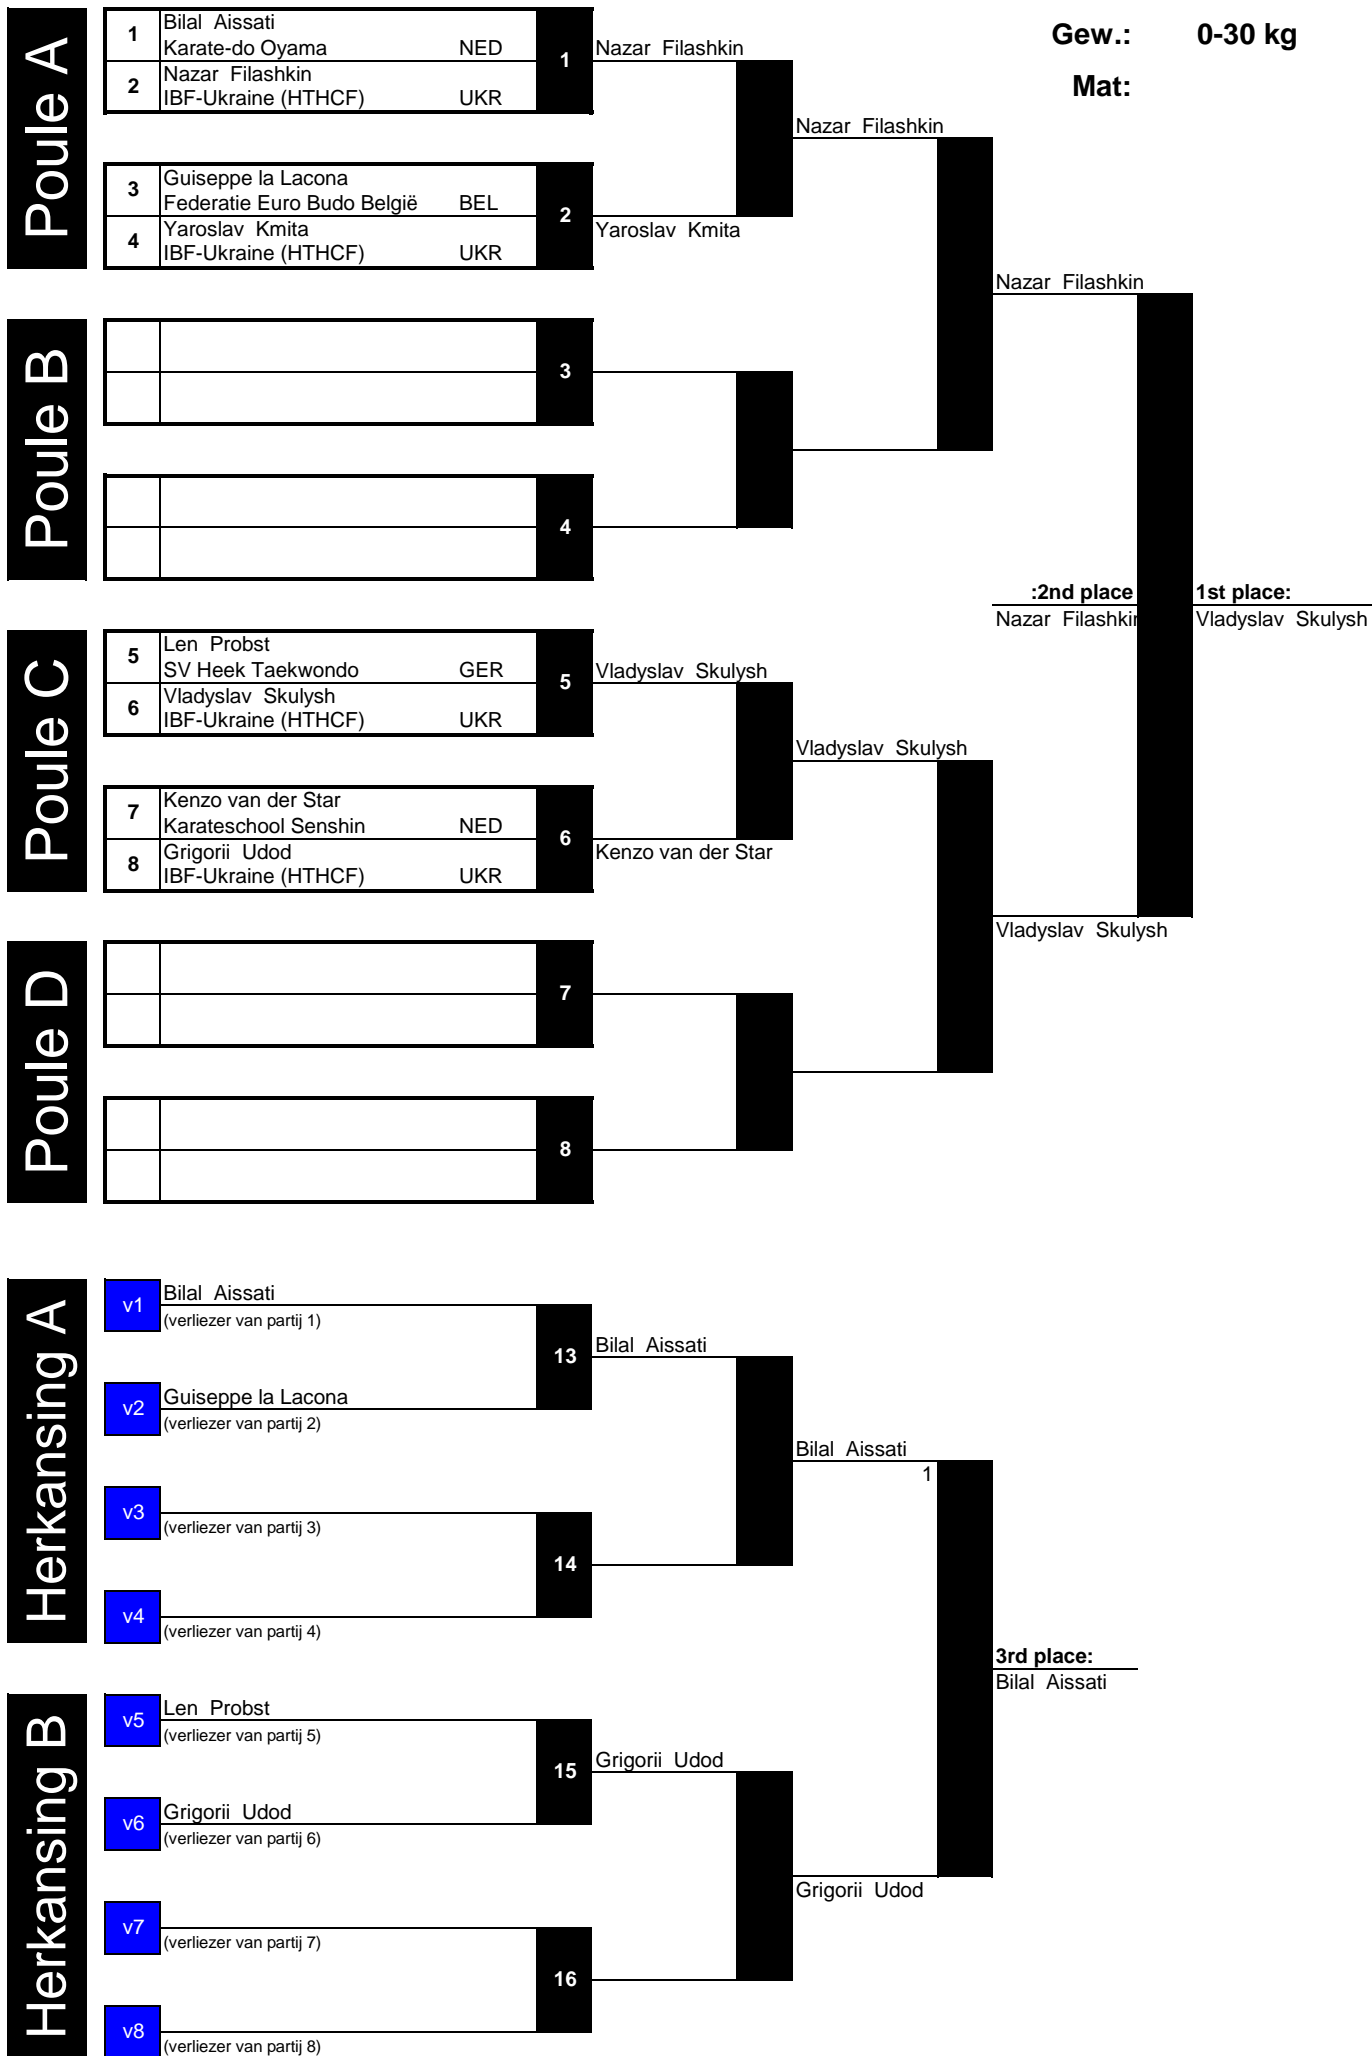 Gew.: 0-30 kg
Mat:
Poule A
1 Bilal Aissati
Karate-do Oyama NED
2 Nazar Filashkin
IBF-Ukraine (HTHCF) UKR
1
Nazar Filashkin
3 Guiseppe la Lacona
Federatie Euro Budo België BEL
4 Yaroslav Kmita
IBF-Ukraine (HTHCF) UKR
2
Yaroslav Kmita
Nazar Filashkin
Nazar Filashkin
Poule B
3
4
:2nd place
Nazar Filashkin
1st place:
Vladyslav Skulysh
Poule C
5 Len Probst
SV Heek Taekwondo GER
6 Vladyslav Skulysh
IBF-Ukraine (HTHCF) UKR
5
Vladyslav Skulysh
7 Kenzo van der Star
Karateschool Senshin NED
8 Grigorii Udod
IBF-Ukraine (HTHCF) UKR
6
Kenzo van der Star
Vladyslav Skulysh
Vladyslav Skulysh
Poule D
7
8
Herkansing A
v1 Bilal Aissati
(verliezer van partij 1)
v2 Guiseppe la Lacona
(verliezer van partij 2)
13
Bilal Aissati
v3
(verliezer van partij 3)
v4
(verliezer van partij 4)
14
Bilal Aissati
1
3rd place:
Bilal Aissati
Herkansing B
v5 Len Probst
(verliezer van partij 5)
v6 Grigorii Udod
(verliezer van partij 6)
15
Grigorii Udod
v7
(verliezer van partij 7)
v8
(verliezer van partij 8)
16
Grigorii Udod